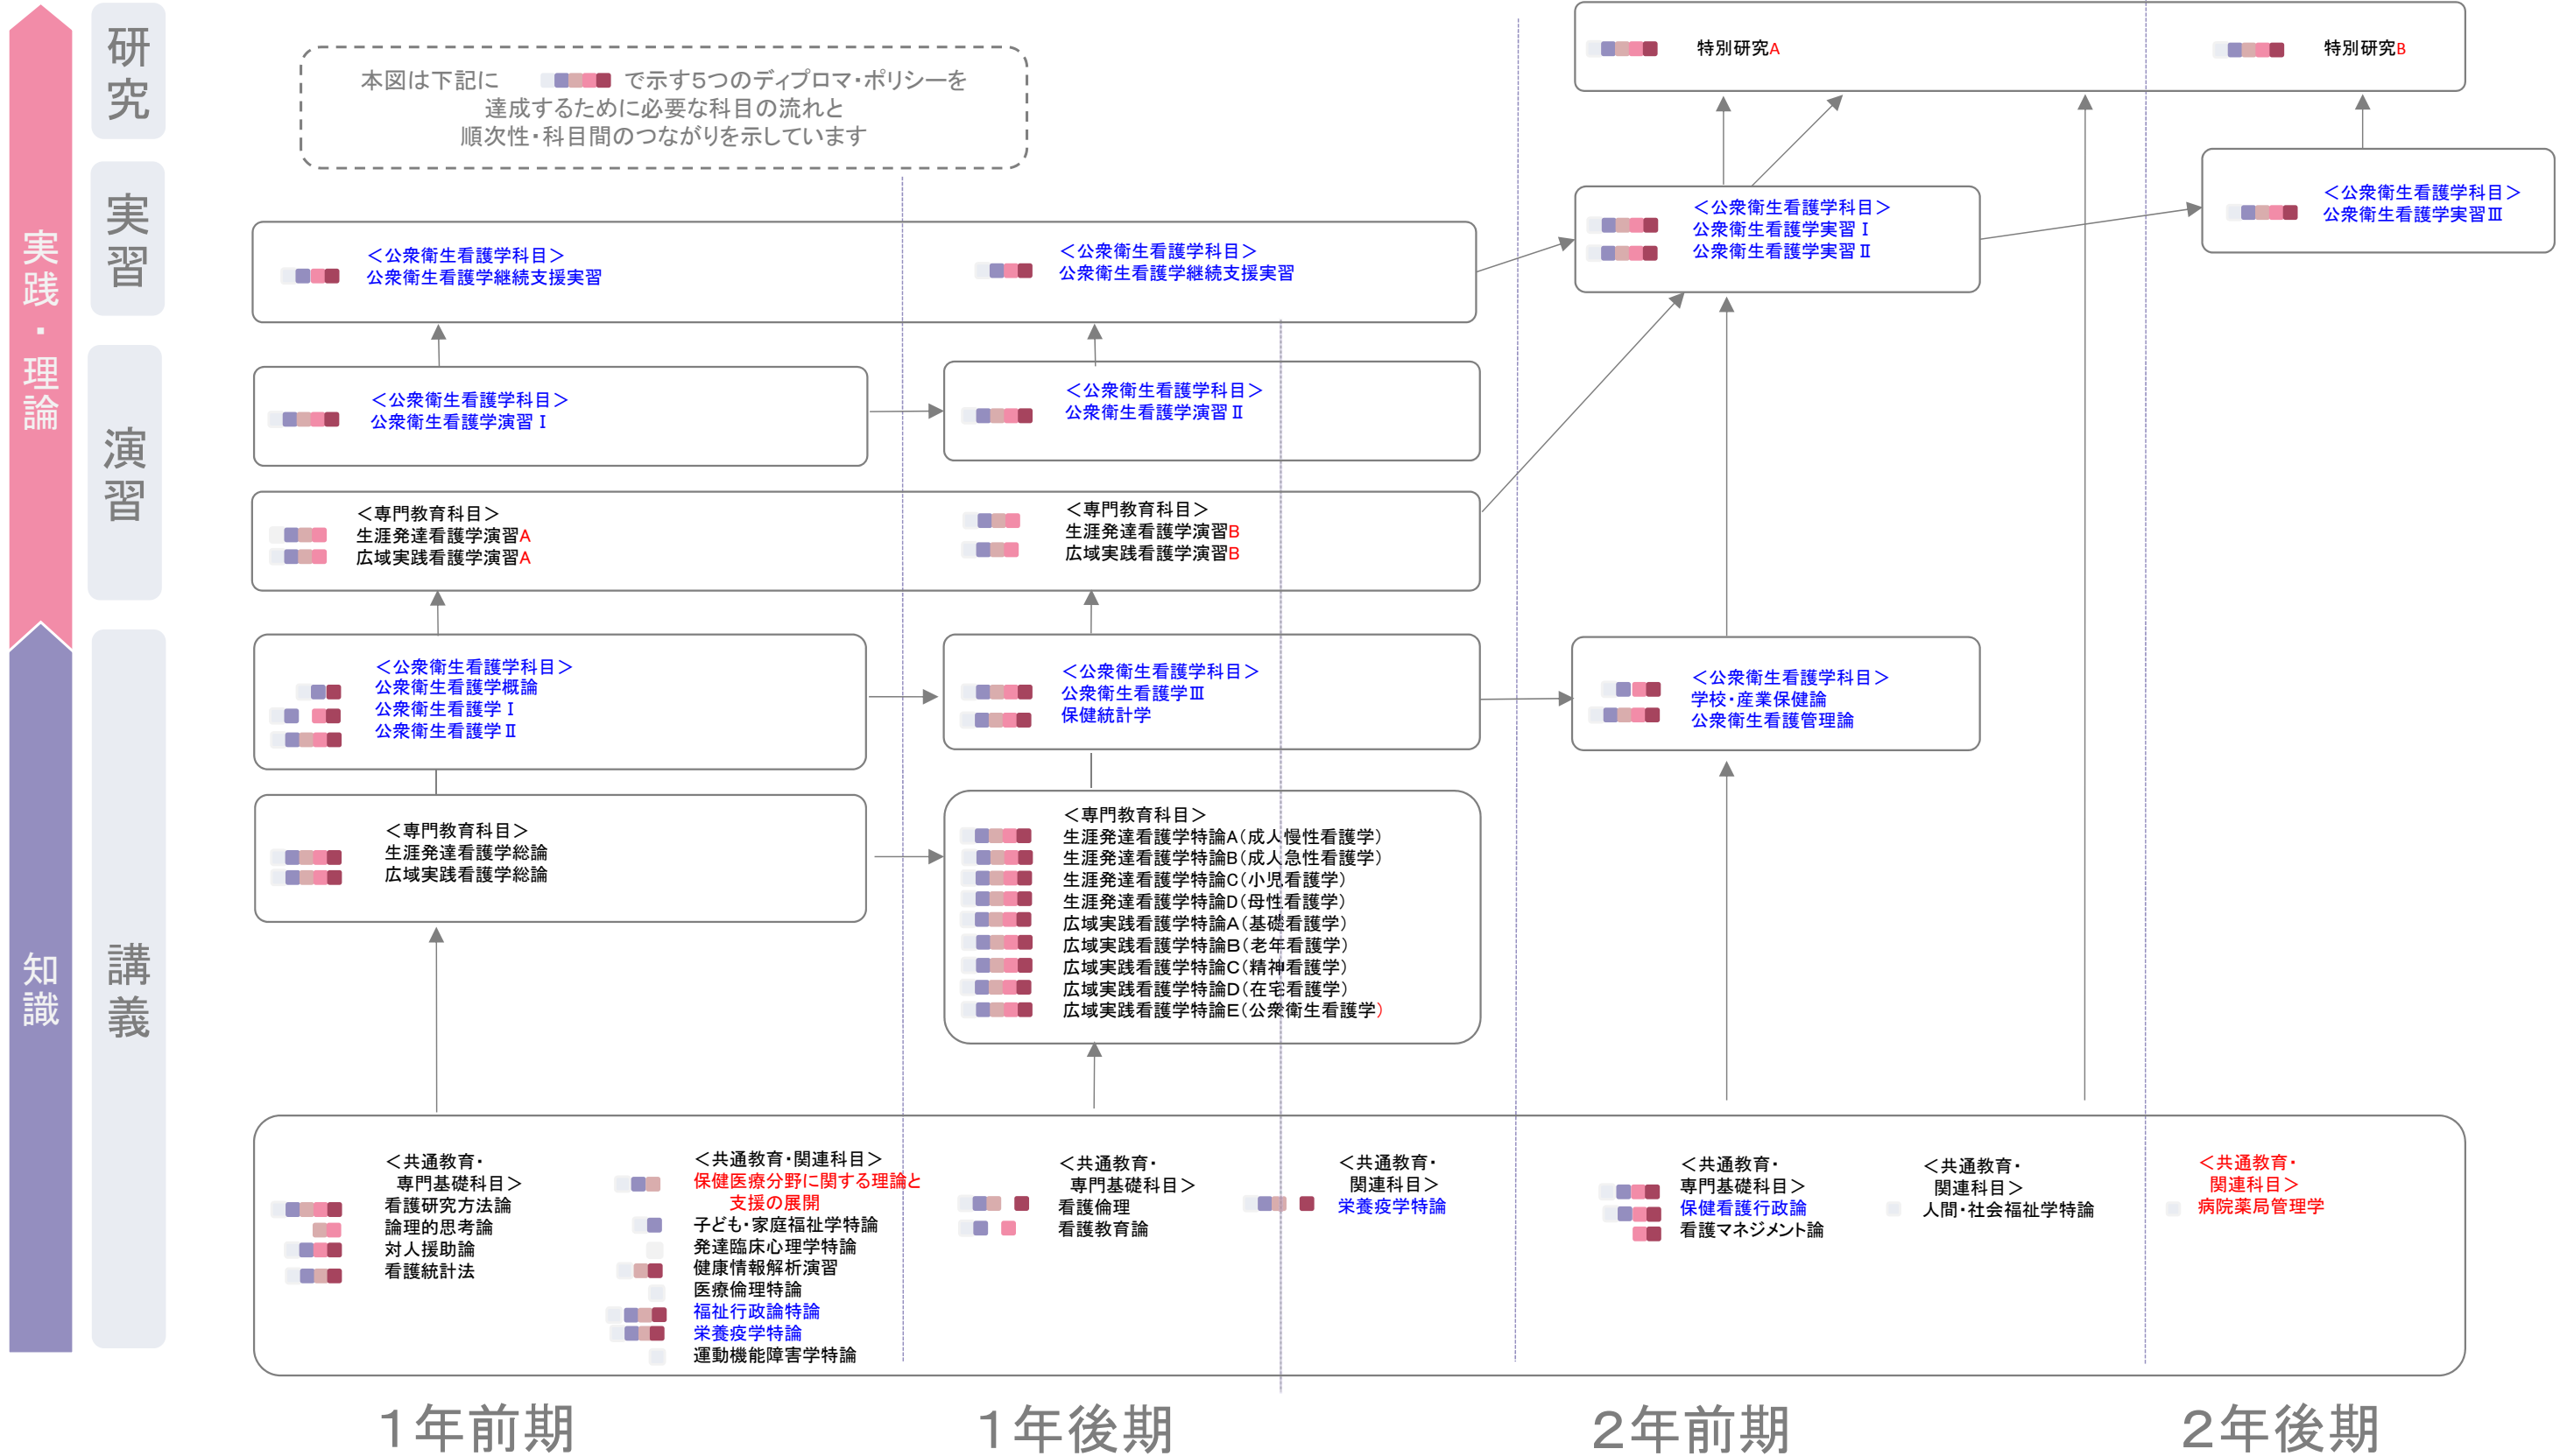 研究
実習
演習
講義
実践・理論
知識
本図は下記に　で示す5つのディプロマ・ポリシーを
達成するために必要な科目の流れと
順次性・科目間のつながりを示しています
特別研究A
特別研究B
＜公衆衛生看護学科目＞
公衆衛生看護学継続支援実習
＜公衆衛生看護学科目＞
公衆衛生看護学継続支援実習
＜公衆衛生看護学科目＞
公衆衛生看護学実習Ⅰ
公衆衛生看護学実習Ⅱ
＜公衆衛生看護学科目＞
公衆衛生看護学実習Ⅲ
＜公衆衛生看護学科目＞
公衆衛生看護学演習Ⅰ
＜公衆衛生看護学科目＞
公衆衛生看護学演習Ⅱ
＜専門教育科目＞
生涯発達看護学演習A
広域実践看護学演習A
＜専門教育科目＞
生涯発達看護学演習B
広域実践看護学演習B
＜公衆衛生看護学科目＞
公衆衛生看護学概論
公衆衛生看護学Ⅰ
公衆衛生看護学Ⅱ
＜公衆衛生看護学科目＞
公衆衛生看護学Ⅲ
保健統計学
＜公衆衛生看護学科目＞
学校・産業保健論
公衆衛生看護管理論
＜専門教育科目＞
生涯発達看護学総論
広域実践看護学総論
＜専門教育科目＞
生涯発達看護学特論A（成人慢性看護学）
生涯発達看護学特論B（成人急性看護学）
生涯発達看護学特論C（小児看護学）
生涯発達看護学特論D（母性看護学）
広域実践看護学特論A（基礎看護学）
広域実践看護学特論B（老年看護学）
広域実践看護学特論C（精神看護学）
広域実践看護学特論D（在宅看護学）
広域実践看護学特論E（公衆衛生看護学）
＜共通教育・
専門基礎科目＞
看護研究方法論
論理的思考論
対人援助論
看護統計法
＜共通教育・関連科目＞
保健医療分野に関する理論と
支援の展開
子ども・家庭福祉学特論
発達臨床心理学特論
健康情報解析演習
医療倫理特論
福祉行政論特論
栄養疫学特論
運動機能障害学特論
＜共通教育・
専門基礎科目＞
看護倫理
看護教育論
＜共通教育・
関連科目＞
栄養疫学特論
＜共通教育・
専門基礎科目＞
保健看護行政論
看護マネジメント論
＜共通教育・
関連科目＞
人間・社会福祉学特論
＜共通教育・
関連科目＞
病院薬局管理学
１年前期
１年後期
２年前期
２年後期